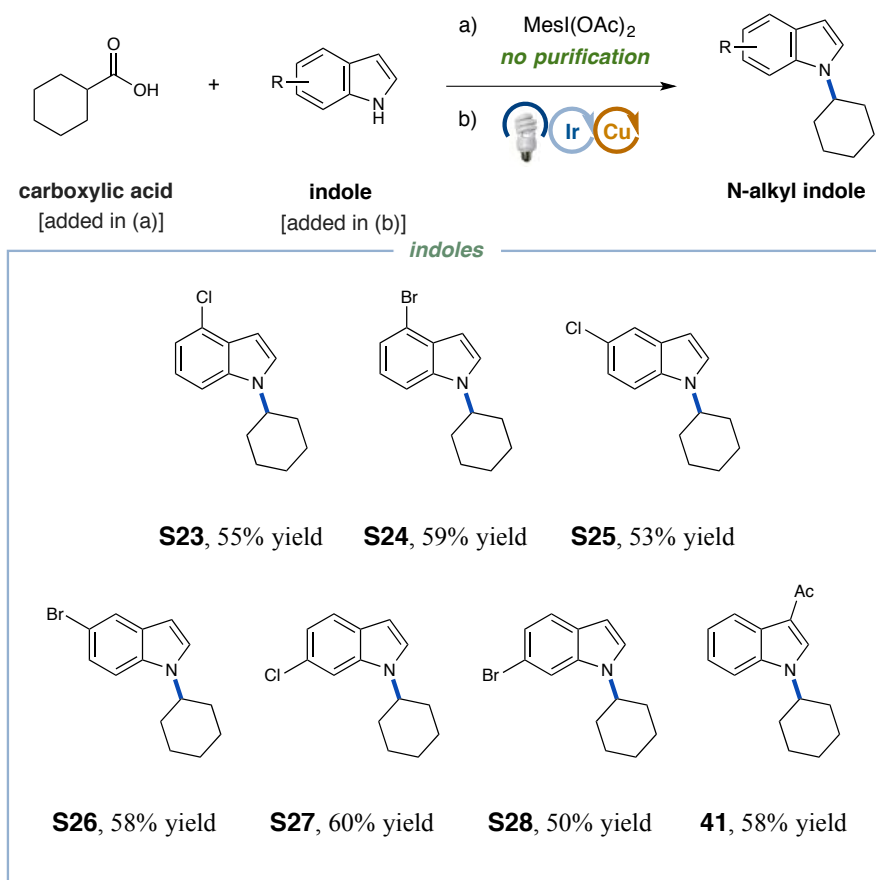 a) MesI(OAc)2
no purification
b) Ir Cu
O
OH
+
R
N
H
R
N
carboxylic acid
[added in (a)]
indole
[added in (b)]
N-alkyl indole
indoles
Cl
N
Br
N
Cl
N
S23, 55% yield
S24, 59% yield
S25, 53% yield
Br
N
Cl
N
Br
N
Ac
N
S26, 58% yield
S27, 60% yield
S28, 50% yield
41, 58% yield